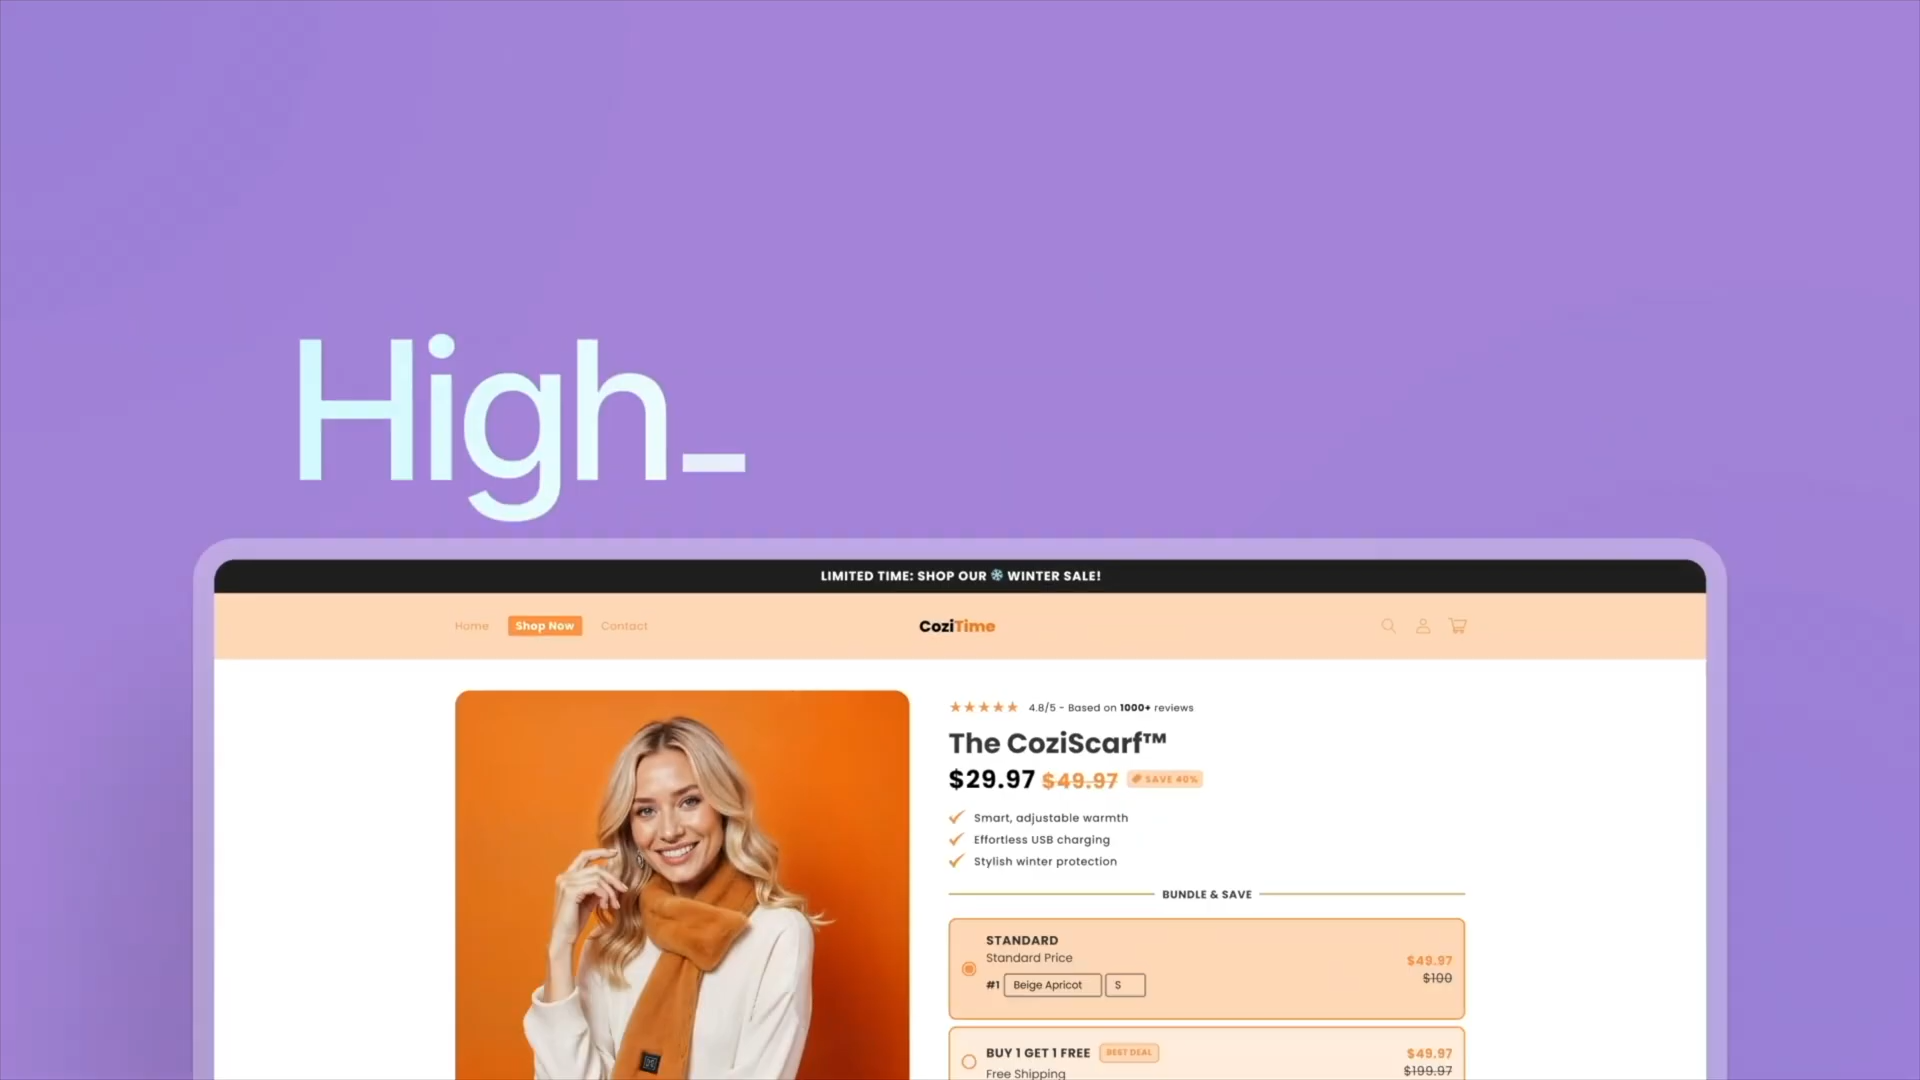 High_
LIMITED TIME: SHOP OUR ❄ WINTER SALE!
Home Shop Now Contact
CoziTime
4.8/5 - Based on 1000+ reviews
The CoziScarf™
$29.97 $49.97 SAVE 40%
Smart, adjustable warmth
Effortless USB charging
Stylish winter protection
BUNDLE & SAVE
STANDARD
Standard Price
$49.97
$100
#1 Beige Apricot S
BUY 1 GET 1 FREE BEST DEAL
$49.97
Free Shipping
$199.97